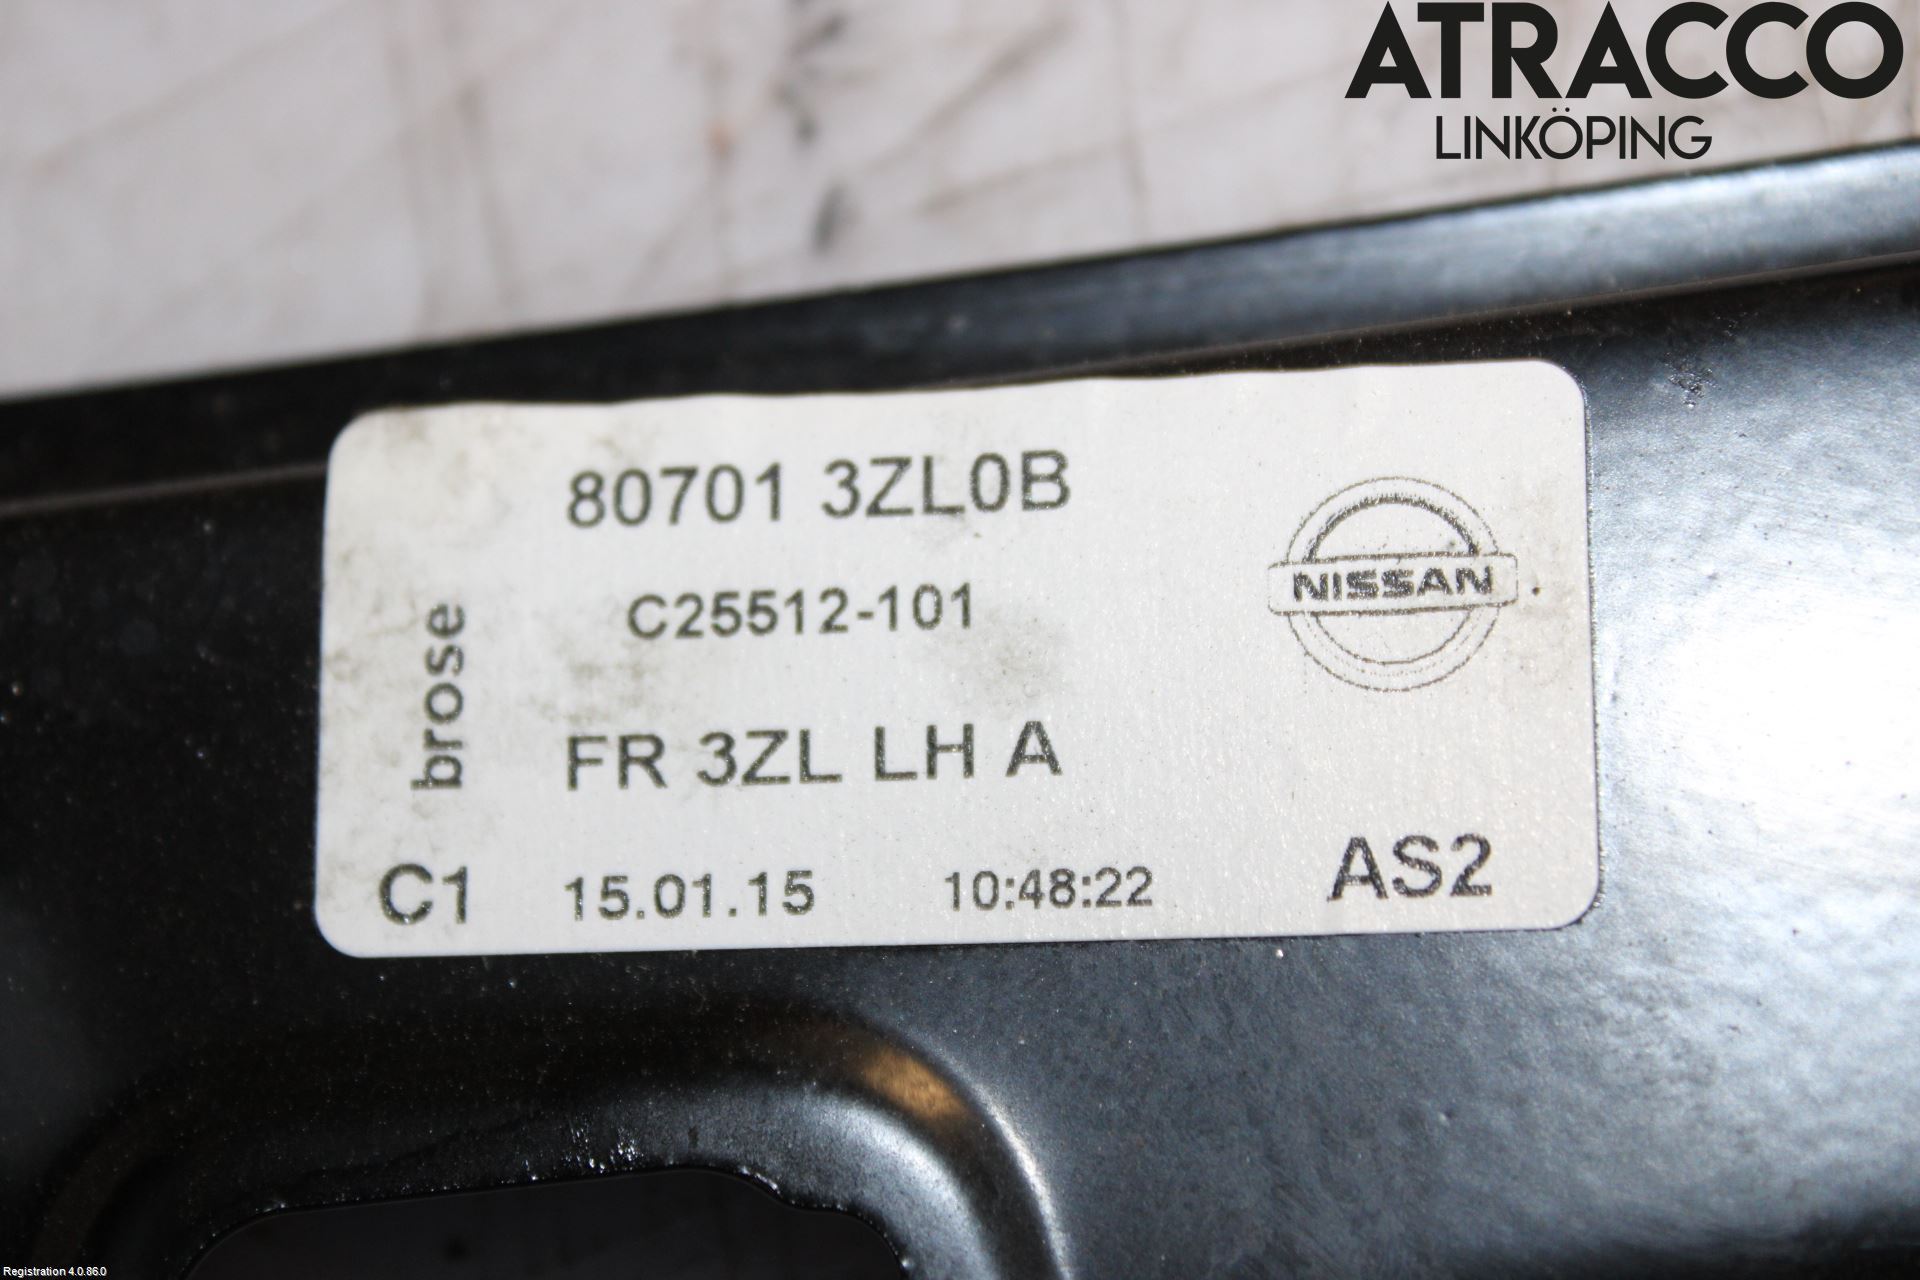 ATRACCO
LINKÖPING
80701 3ZL0B
C25512-101
NISSAN
brose
FR 3ZL LH A
C1 15.01.15 10:48:22 AS2
Registration 4.0.86.0